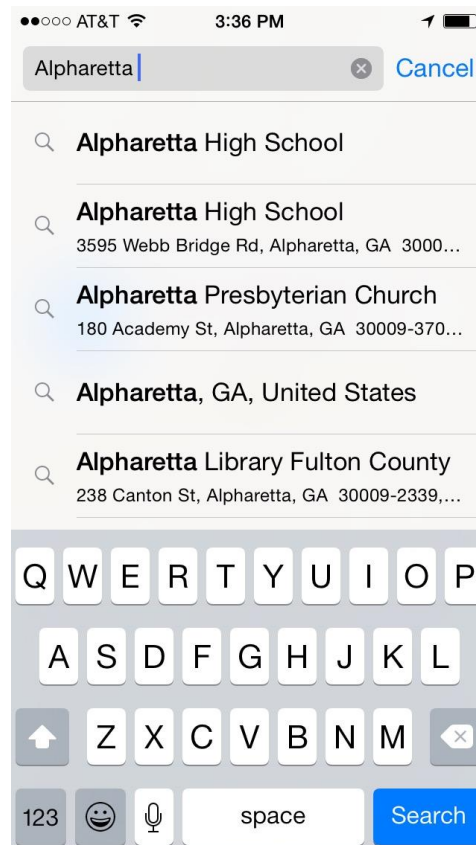 AT&T 3:36 PM
Alpharetta Cancel
Alpharetta High School
Alpharetta High School
3595 Webb Bridge Rd, Alpharetta, GA 3000...
Alpharetta Presbyterian Church
180 Academy St, Alpharetta, GA 30009-370...
Alpharetta, GA, United States
Alpharetta Library Fulton County
238 Canton St, Alpharetta, GA 30009-2339,...
Q W E R T Y U I O P
A S D F G H J K L
Z X C V B N M
123 space Search